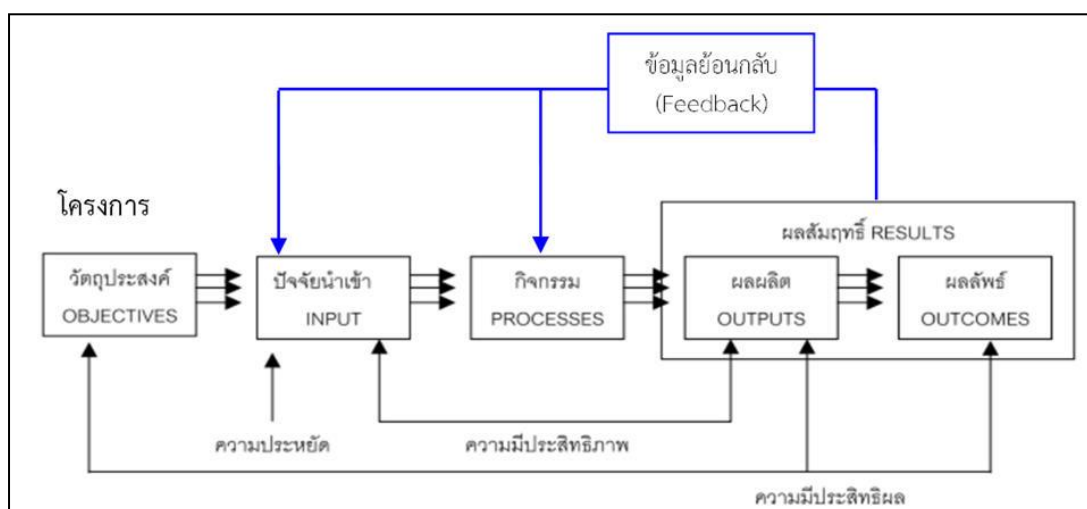 ข้อมูลย้อนกลับ
(Feedback)
โครงการ
ผลสัมฤทธิ์ RESULTS
วัตถุประสงค์
OBJECTIVES
ปัจจัยนำเข้า
INPUT
กิจกรรม
PROCESSES
ผลผลิต
OUTPUTS
ผลลัพธ์
OUTCOMES
ความประหยัด
ความมีประสิทธิภาพ
ความมีประสิทธิผล